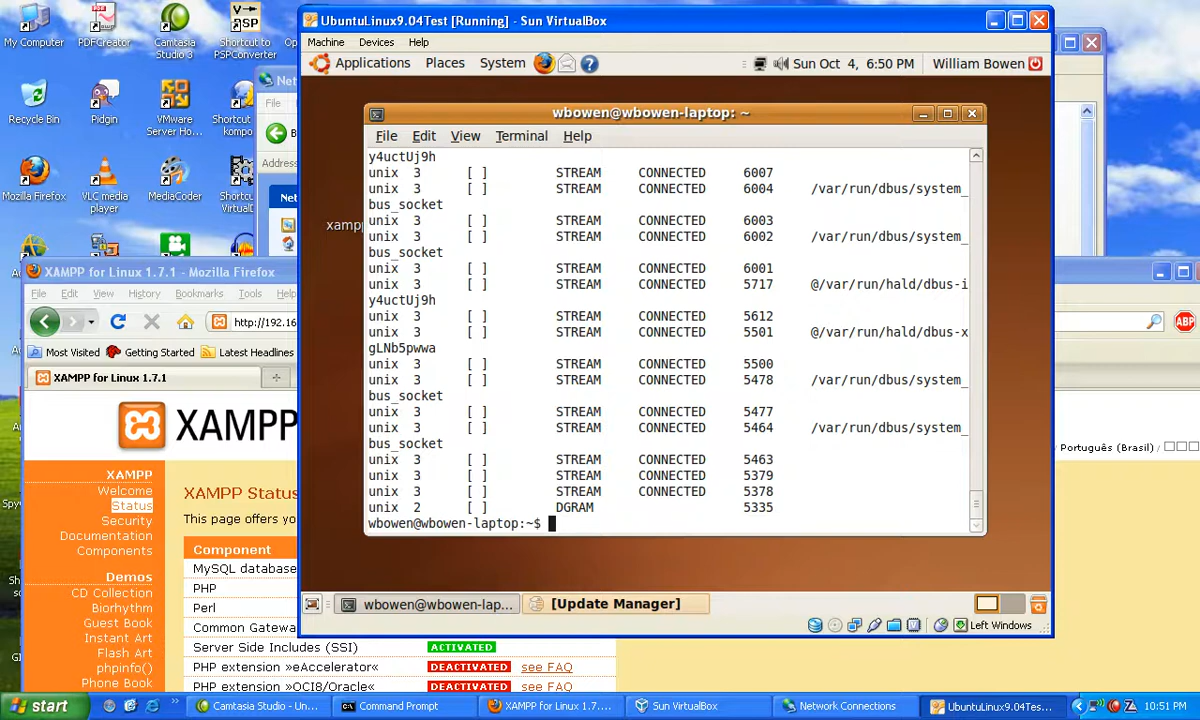 My Computer
PDFCreator
Camtasia Studio 3
Shortcut to PSPConverter
Recycle Bin
Pidgin
VMware Server Ho...
Mozilla Firefox
VLC media player
MediaCoder
UbuntuLinux9.04Test [Running] - Sun VirtualBox
Machine Devices Help
Applications Places System
Sun Oct 4, 6:50 PM William Bowen
wbowen@wbowen-laptop: ~
File Edit View Terminal Help
y4uctUj9h
unix 3 [ ] STREAM CONNECTED 6007
unix 3 [ ] STREAM CONNECTED 6004 /var/run/dbus/system_
bus_socket
unix 3 [ ] STREAM CONNECTED 6003
unix 3 [ ] STREAM CONNECTED 6002 /var/run/dbus/system_
bus_socket
unix 3 [ ] STREAM CONNECTED 6001
unix 3 [ ] STREAM CONNECTED 5717 @/var/run/hald/dbus-i
y4uctUj9h
unix 3 [ ] STREAM CONNECTED 5612
unix 3 [ ] STREAM CONNECTED 5501 @/var/run/hald/dbus-x
gLNb5pwwa
unix 3 [ ] STREAM CONNECTED 5500
unix 3 [ ] STREAM CONNECTED 5478 /var/run/dbus/system_
bus_socket
unix 3 [ ] STREAM CONNECTED 5477
unix 3 [ ] STREAM CONNECTED 5464 /var/run/dbus/system_
bus_socket
unix 3 [ ] STREAM CONNECTED 5463
unix 3 [ ] STREAM CONNECTED 5379
unix 3 [ ] STREAM CONNECTED 5378
unix 2 [ ] DGRAM 5335
wbowen@wbowen-laptop:~$
wbowen@wbowen-lap... [Update Manager]
Left Windows
File
Address
xampp
XAMPP for Linux 1.7.1 - Mozilla Firefox
File Edit View History Bookmarks Tools Help
http://192.16
ABP
Most Visited Getting Started Latest Headlines
XAMPP for Linux 1.7.1
XAMPP
Português (Brasil)
XAMPP
Welcome
Status
Security
Documentation
Components
Demos
CD Collection
Biorhythm
Guest Book
Instant Art
Flash Art
phpinfo()
Phone Book
XAMPP Status
This page offers yo
Component
MySQL database
PHP
Perl
Common Gatewa
Server Side Includes (SSI) ACTIVATED
PHP extension »eAccelerator« DEACTIVATED see FAQ
PHP extension »OCI8/Oracle« DEACTIVATED see FAQ
start
Camtasia Studio - Un...
Command Prompt
XAMPP for Linux 1.7....
Sun VirtualBox
Network Connections
UbuntuLinux9.04Tes...
10:51 PM